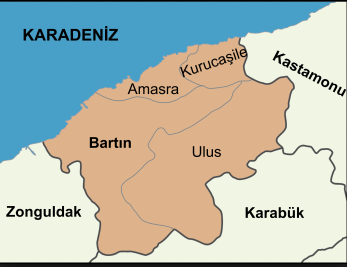 KARADENİZ
Kastamonu
Kurucaşile
Amasra
Bartın
Ulus
Zonguldak
Karabük